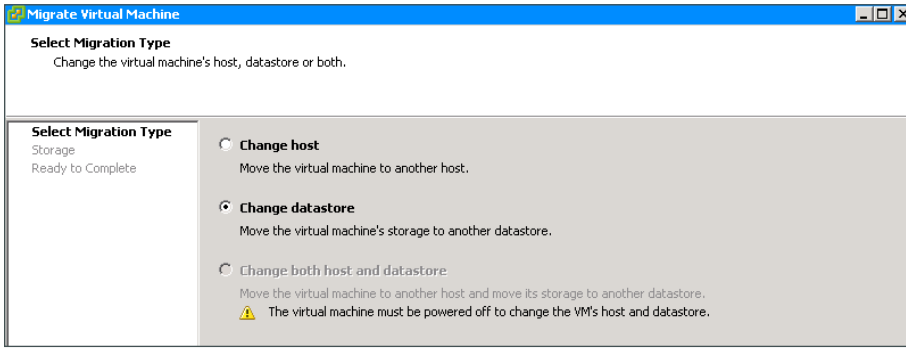 Migrate Virtual Machine
Select Migration Type
Change the virtual machine's host, datastore or both.
Select Migration Type
Storage
Ready to Complete
Change host
Move the virtual machine to another host.
Change datastore
Move the virtual machine's storage to another datastore.
Change both host and datastore
Move the virtual machine to another host and move its storage to another datastore.
The virtual machine must be powered off to change the VM's host and datastore.